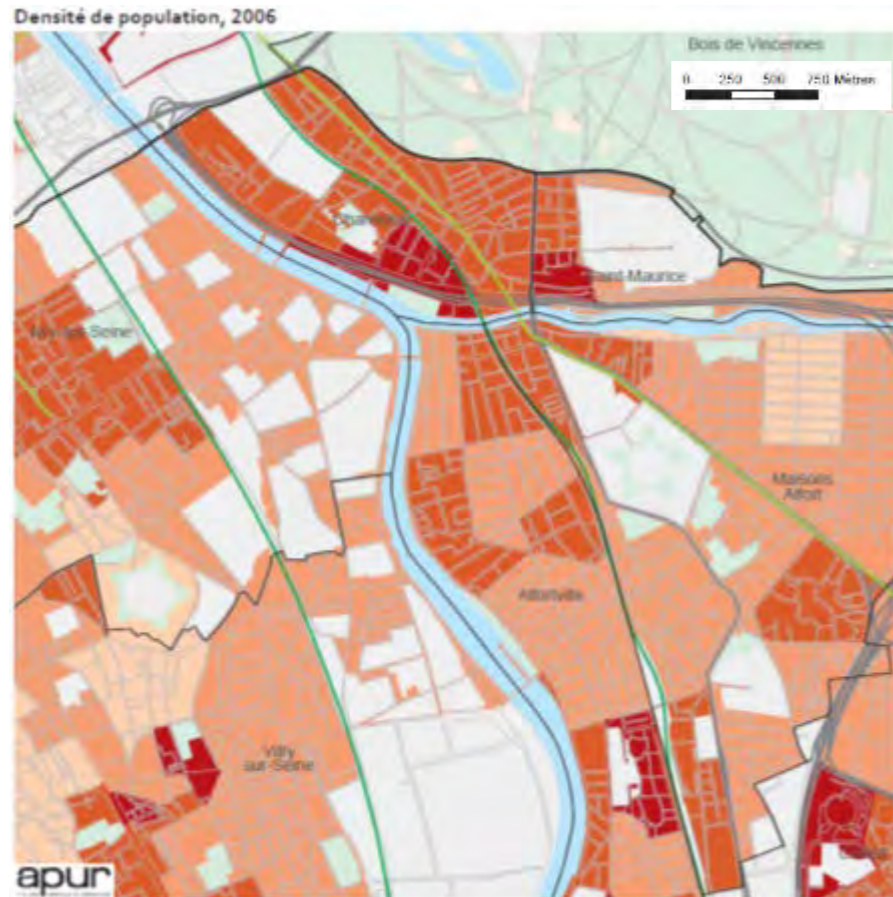 Densité de population, 2006
Bois de Vincennes
0 250 500 750 Mètres
Saint-Maurice
Maisons
Alfort
Alfortville
Vitry
sur-Seine
apur